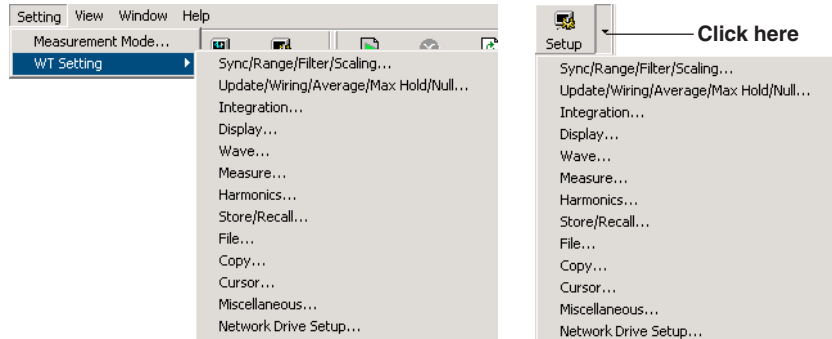 Setting View Window Help
Measurement Mode...
WT Setting
Sync/Range/Filter/Scaling...
Update/Wiring/Average/Max Hold/Null...
Integration...
Display...
Wave...
Measure...
Harmonics...
Store/Recall...
File...
Copy...
Cursor...
Miscellaneous...
Network Drive Setup...
Setup
Click here
Sync/Range/Filter/Scaling...
Update/Wiring/Average/Max Hold/Null...
Integration...
Display...
Wave...
Measure...
Harmonics...
Store/Recall...
File...
Copy...
Cursor...
Miscellaneous...
Network Drive Setup...